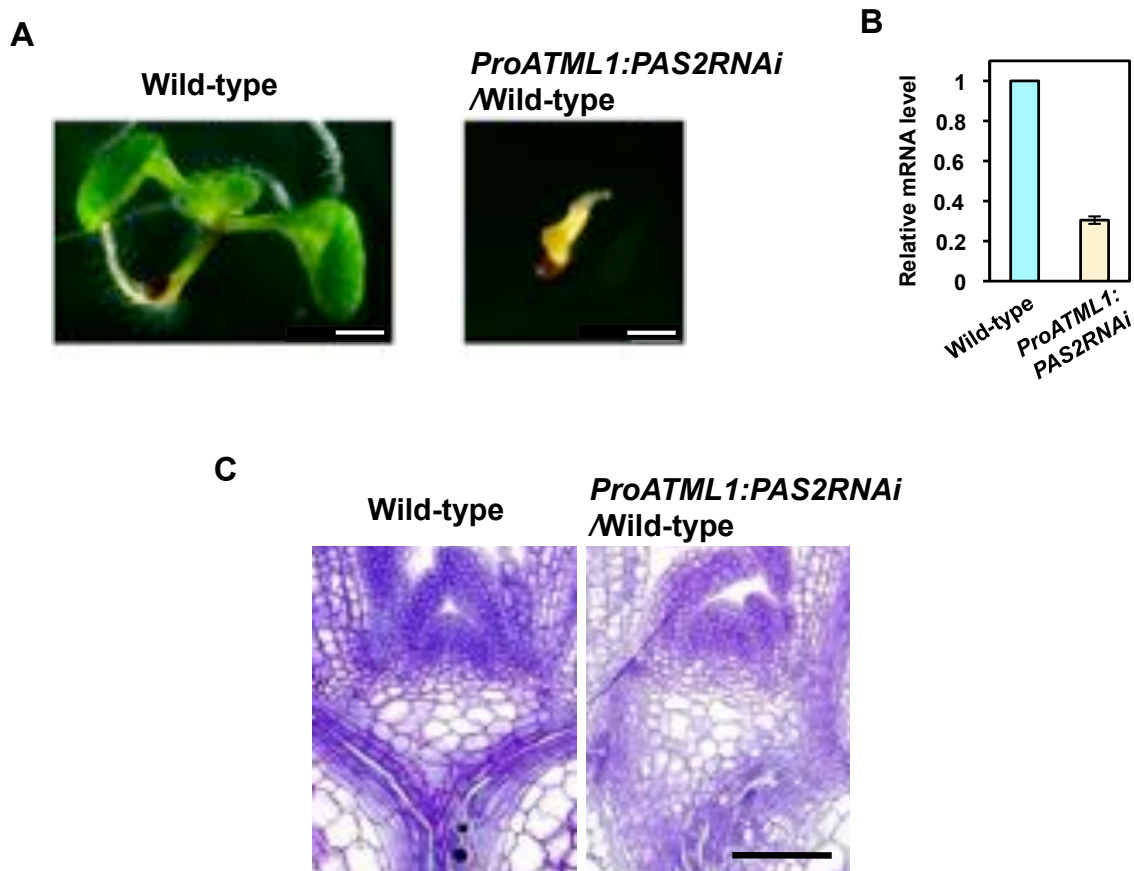 A
Wild-type
ProATML1:PAS2RNAi
/Wild-type
B
Relative mRNA level
1
0.8
0.6
0.4
0.2
0
Wild-type
ProATML1:
PAS2RNAi
C
Wild-type
ProATML1:PAS2RNAi
/Wild-type